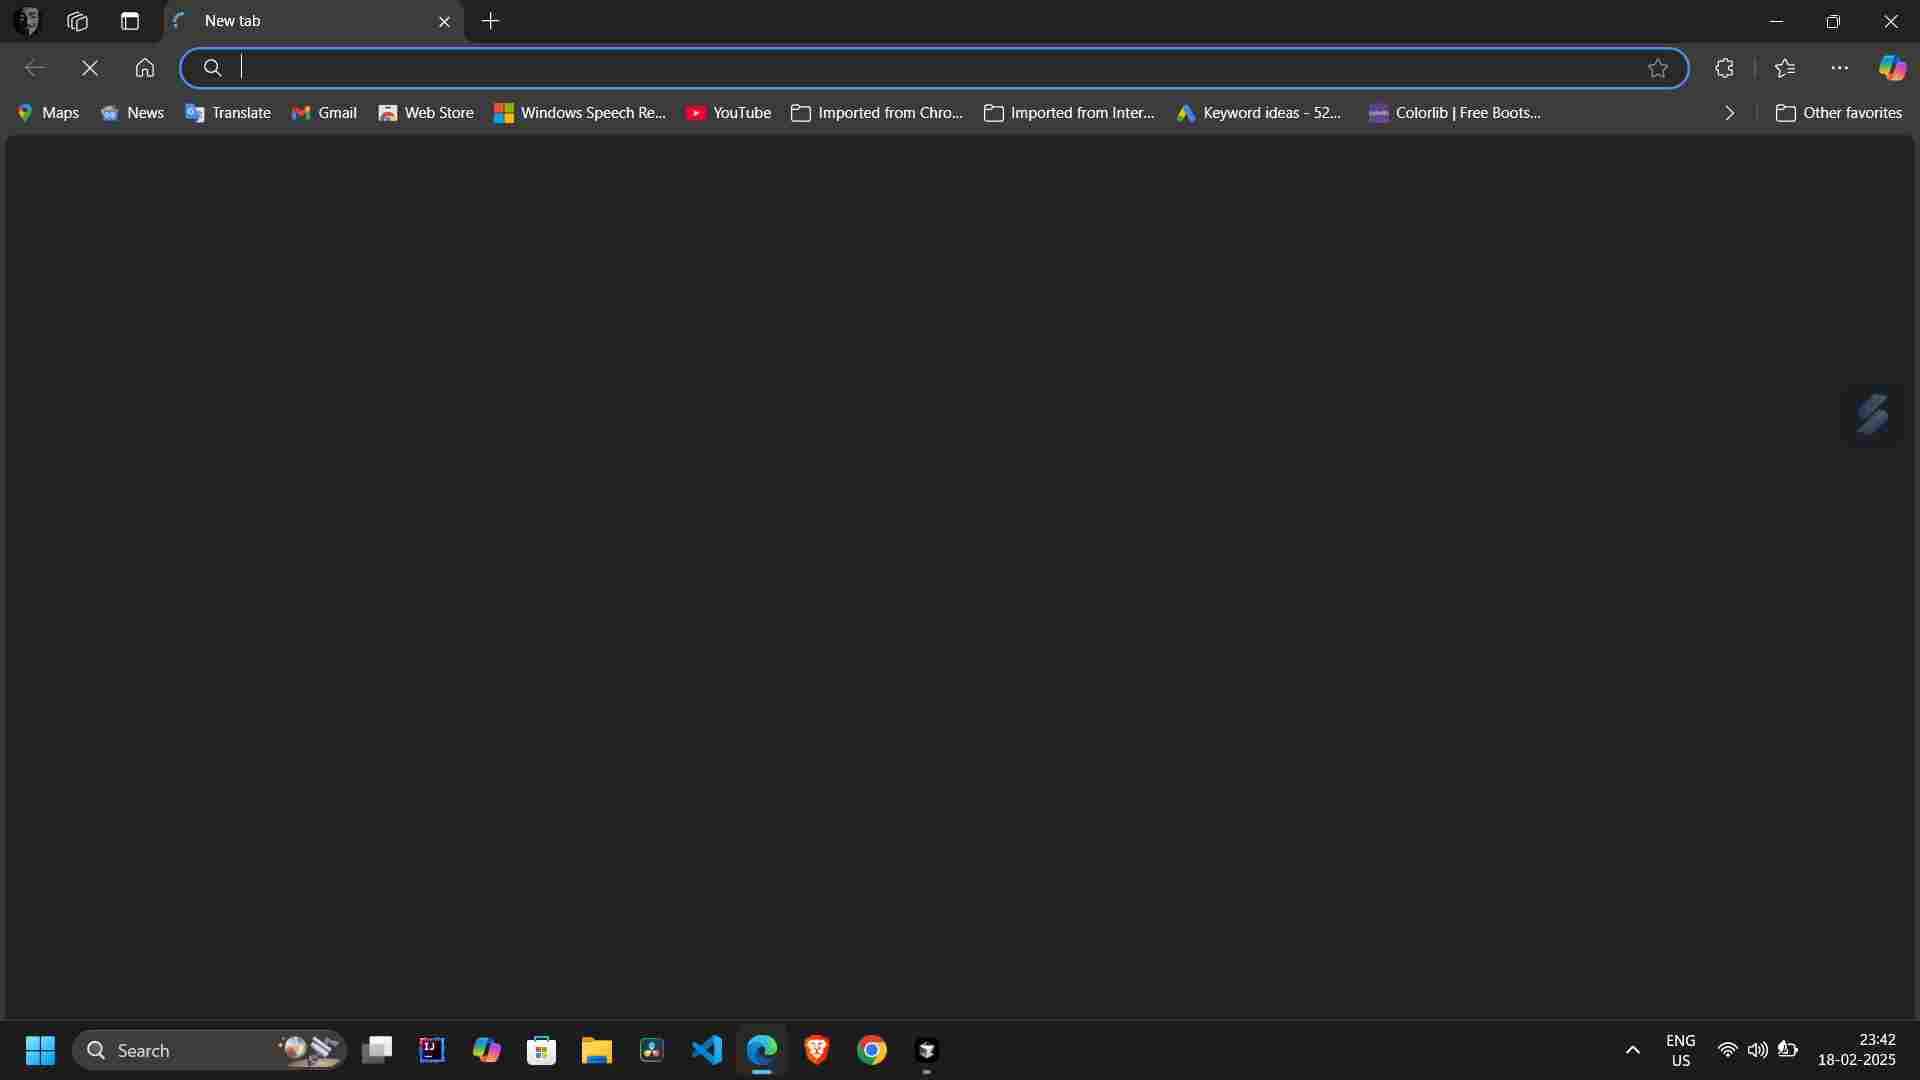 New tab
Maps News Translate Gmail Web Store Windows Speech Re... YouTube Imported from Chro... Imported from Inter... Keyword ideas - 52... Colorlib | Free Boots... Other favorites
Search
ENG
US
23:42
18-02-2025